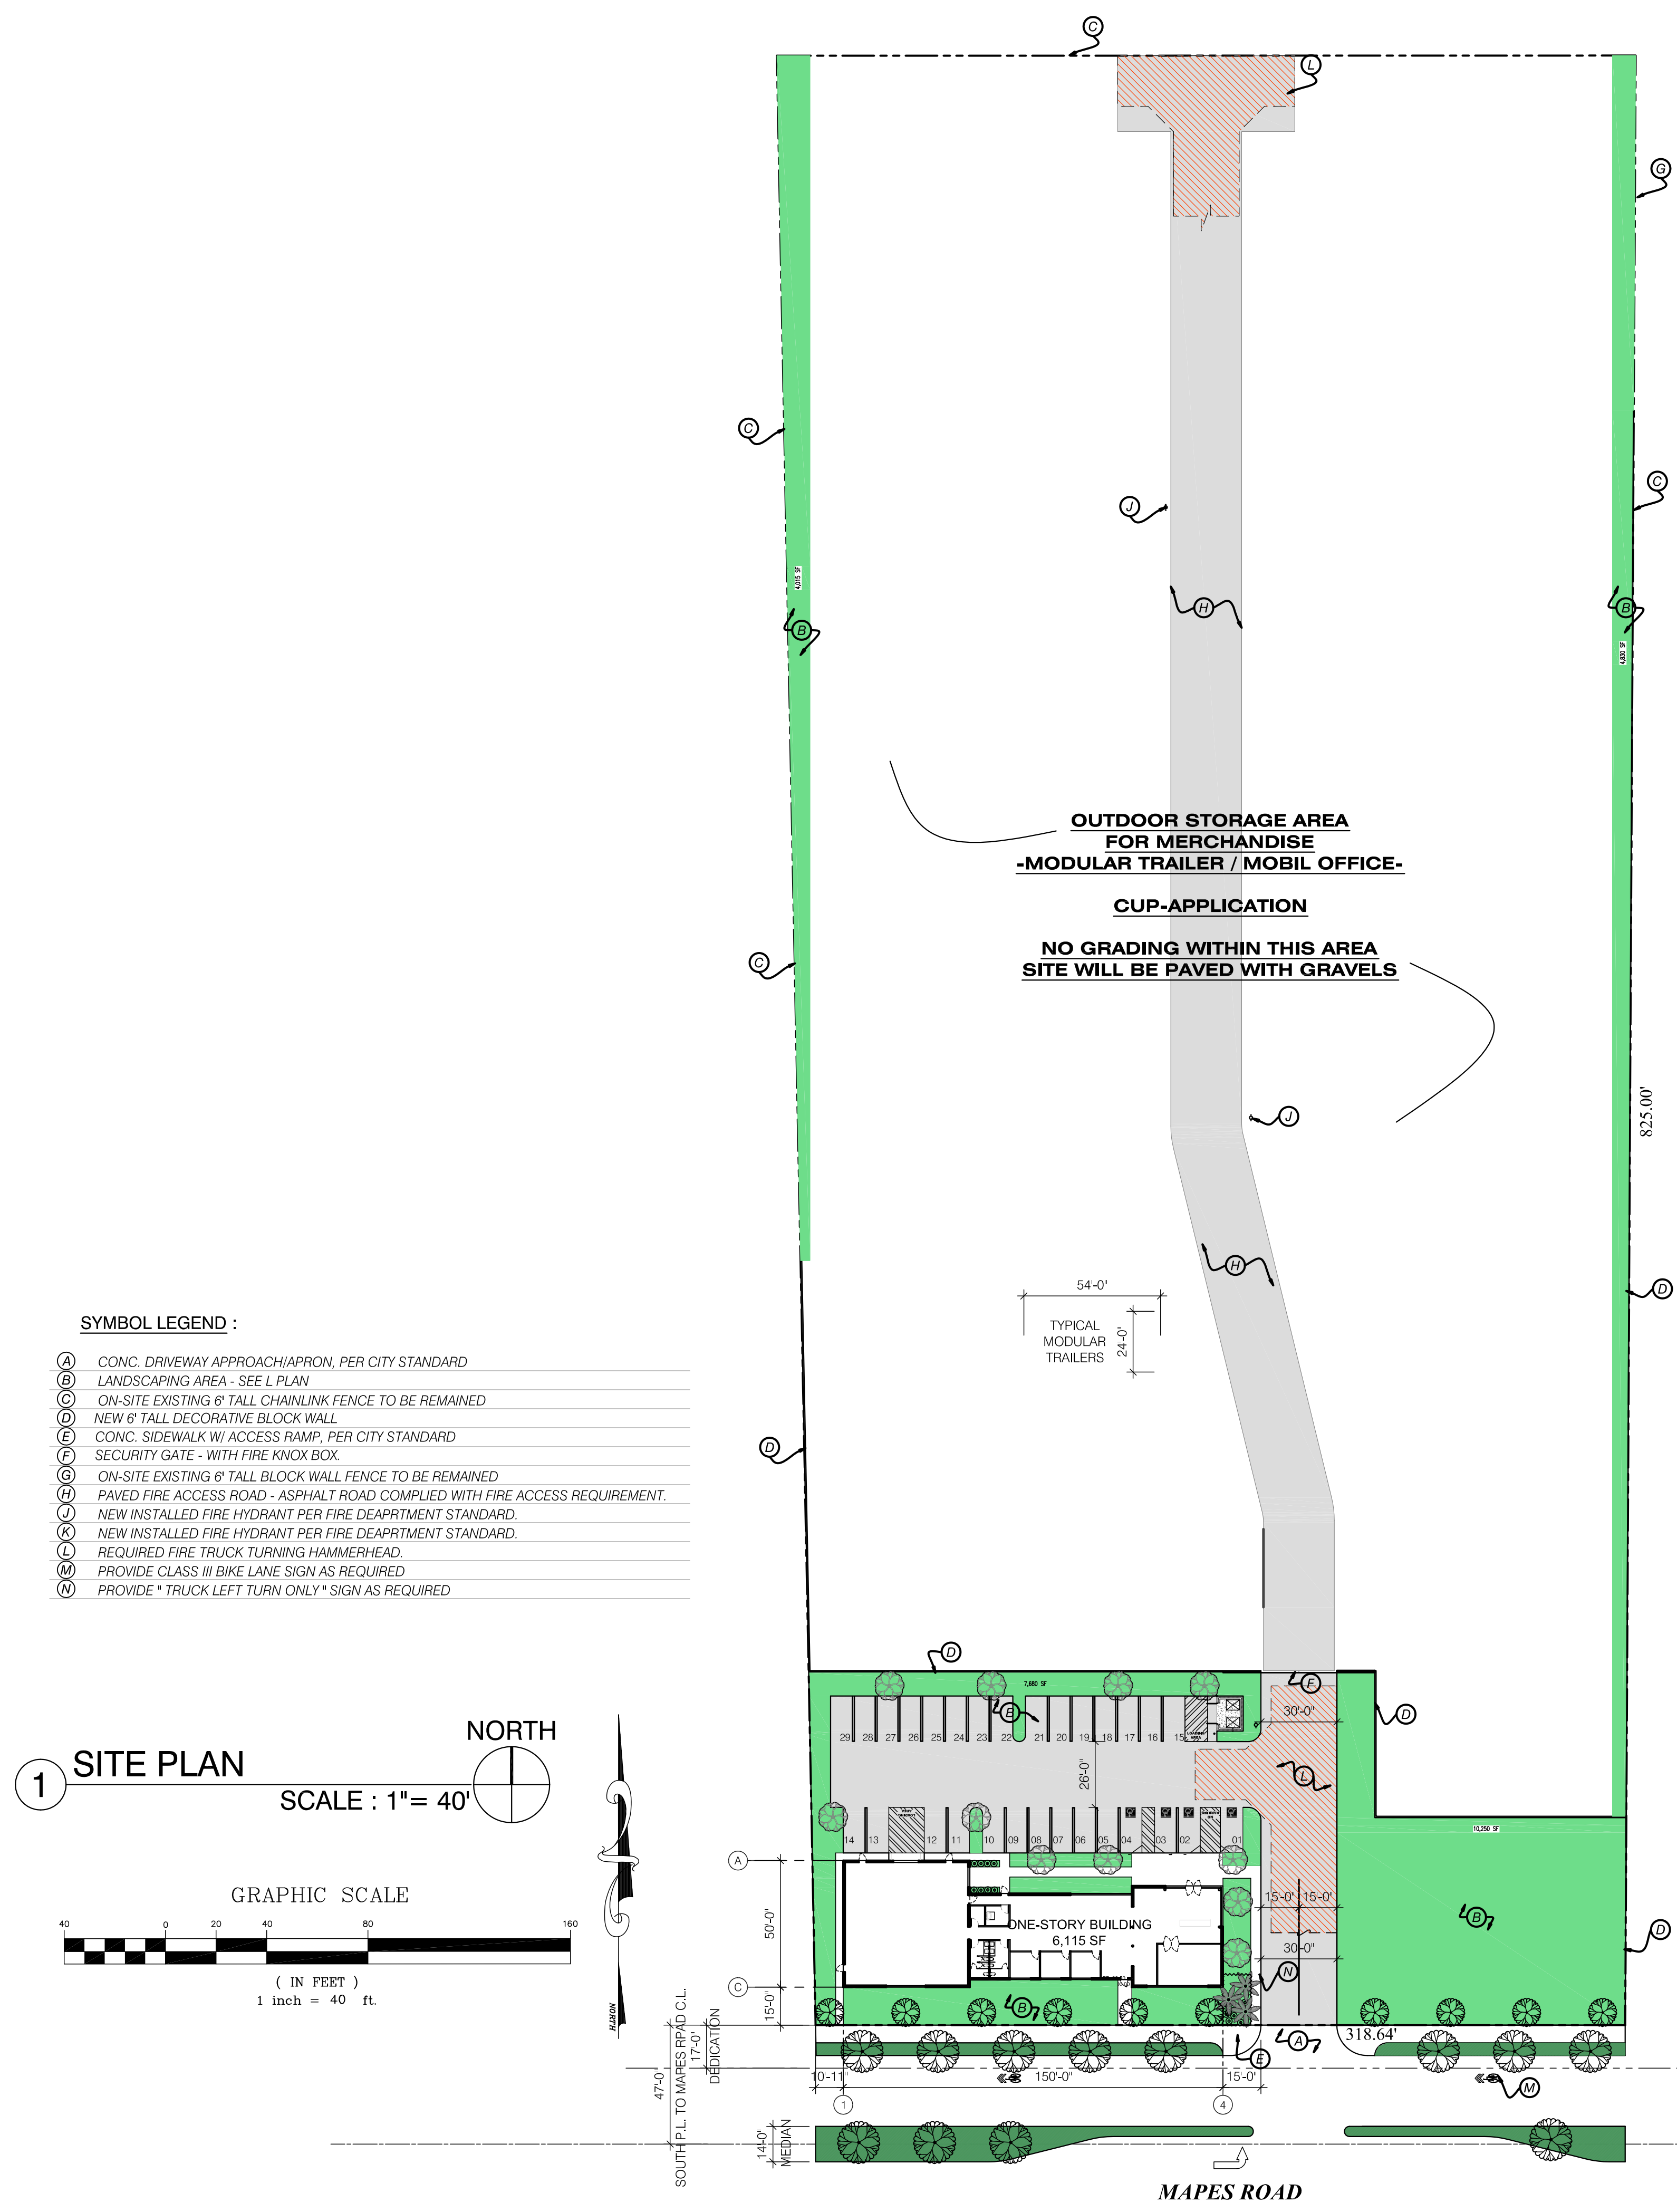 C
L
G
C
C
J
H
4,015 SF
B
B
4,830 SF
OUTDOOR STORAGE AREA
FOR MERCHANDISE
-MODULAR TRAILER / MOBIL OFFICE-
CUP-APPLICATION
NO GRADING WITHIN THIS AREA
SITE WILL BE PAVED WITH GRAVELS
C
J
825.00'
H
54'-0"
24'-0"
TYPICAL
MODULAR
TRAILERS
D
D
SYMBOL LEGEND :
A CONC. DRIVEWAY APPROACH/APRON, PER CITY STANDARD
B LANDSCAPING AREA - SEE L PLAN
C ON-SITE EXISTING 6' TALL CHAINLINK FENCE TO BE REMAINED
D NEW 6' TALL DECORATIVE BLOCK WALL
E CONC. SIDEWALK W/ ACCESS RAMP, PER CITY STANDARD
F SECURITY GATE - WITH FIRE KNOX BOX.
G ON-SITE EXISTING 6' TALL BLOCK WALL FENCE TO BE REMAINED
H PAVED FIRE ACCESS ROAD - ASPHALT ROAD COMPLIED WITH FIRE ACCESS REQUIREMENT.
J NEW INSTALLED FIRE HYDRANT PER FIRE DEAPRTMENT STANDARD.
K NEW INSTALLED FIRE HYDRANT PER FIRE DEAPRTMENT STANDARD.
L REQUIRED FIRE TRUCK TURNING HAMMERHEAD.
M PROVIDE CLASS III BIKE LANE SIGN AS REQUIRED
N PROVIDE " TRUCK LEFT TURN ONLY " SIGN AS REQUIRED
D
7,680 SF
F
B
30'-0"
D
29 28 27 26 25 24 23 22 21 20 19 18 17 16 15
26'-0"
L
14 13 12 11 10 09 08 07 06 05 04 03 02 01
10,250 SF
A
50'-0"
ONE-STORY BUILDING
6,115 SF
15'-0" 15'-0"
B
D
30'-0"
N
C
15'-0"
B
318.64'
A
E
10'-11"
150'-0"
15'-0"
M
1
4
47'-0"
SOUTH P.L. TO MAPES RPAD C.L.
17'-0"
DEDICATION
14'-0"
MEDIAN
MAPES ROAD
1
SITE PLAN
SCALE : 1"= 40'
NORTH
NORTH
GRAPHIC SCALE
40 0 20 40 80 160
( IN FEET )
1 inch = 40 ft.